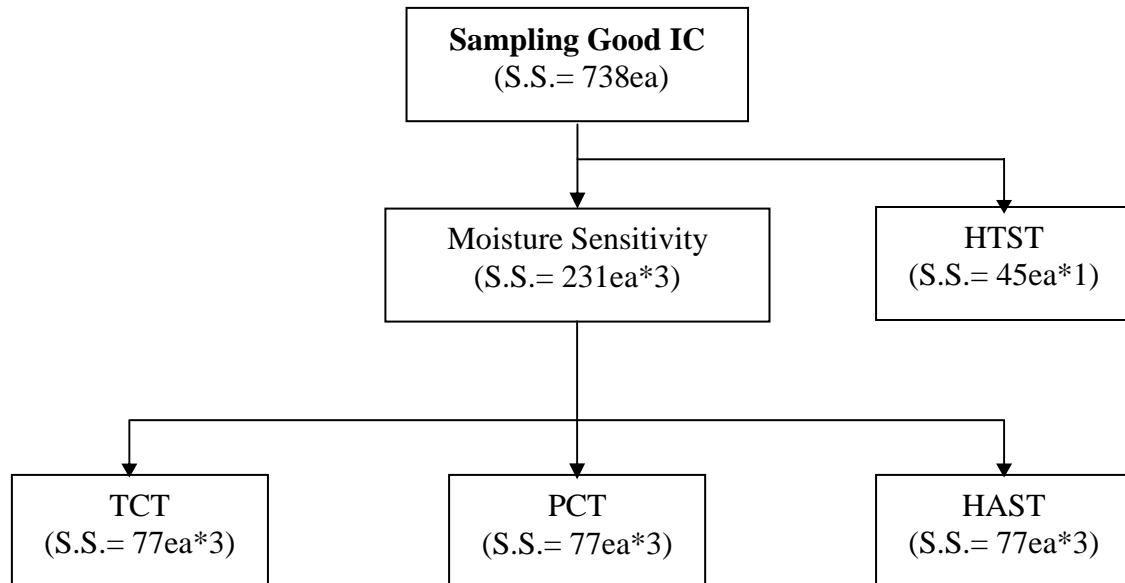 Sampling Good IC
(S.S.= 738ea)
Moisture Sensitivity
(S.S.= 231ea*3)
HTST
(S.S.= 45ea*1)
TCT
(S.S.= 77ea*3)
PCT
(S.S.= 77ea*3)
HAST
(S.S.= 77ea*3)